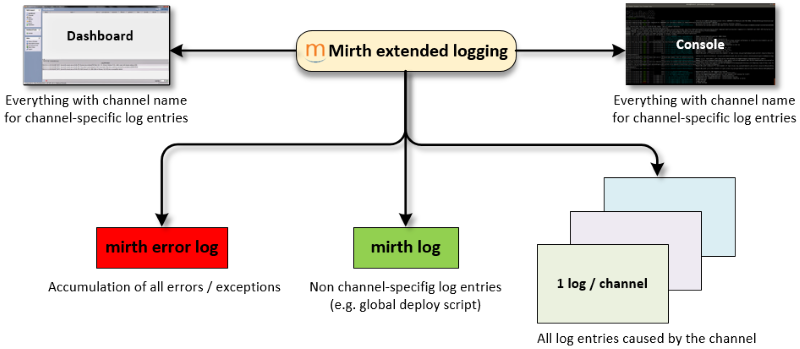 Dashboard
m Mirth extended logging
Console
Everything with channel name
for channel-specific log entries
Everything with channel name
for channel-specific log entries
mirth error log
mirth log
1 log / channel
Accumulation of all errors / exceptions
Non channel-specifig log entries
(e.g. global deploy script)
All log entries caused by the channel